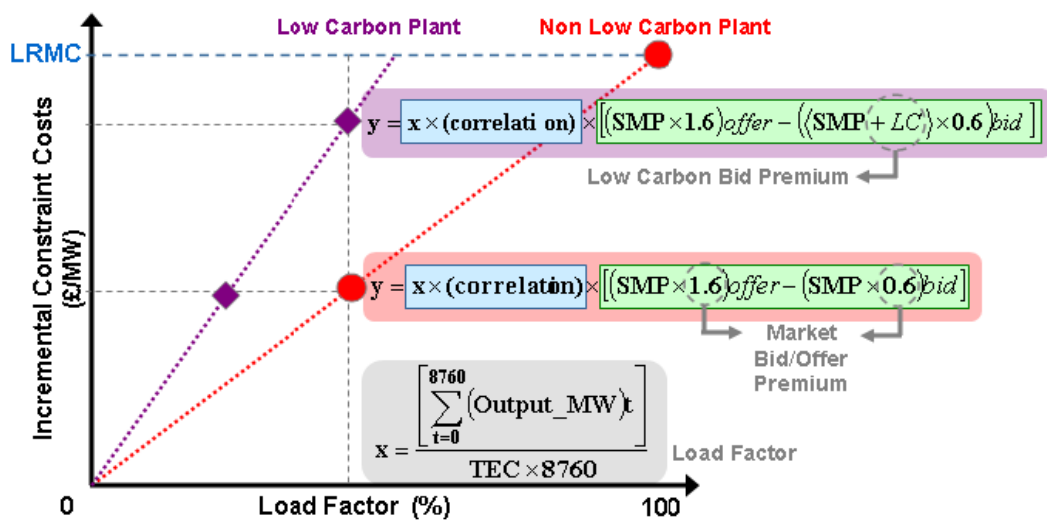 Low Carbon Plant
Non Low Carbon Plant
LRMC
y = x × (correlati on) × [(SMP × 1.6)offer − (⟨SMP + LC⟩ × 0.6)bid ]
Low Carbon Bid Premium
y = x × (correlation) × [(SMP × 1.6)offer − (SMP × 0.6)bid]
Market
Bid/Offer
Premium
Incremental Constraint Costs
(£/MW)
x = [ 8760 ∑ t=0 (Output_MW)t ] / TEC × 8760
Load Factor
0
Load Factor (%)
100